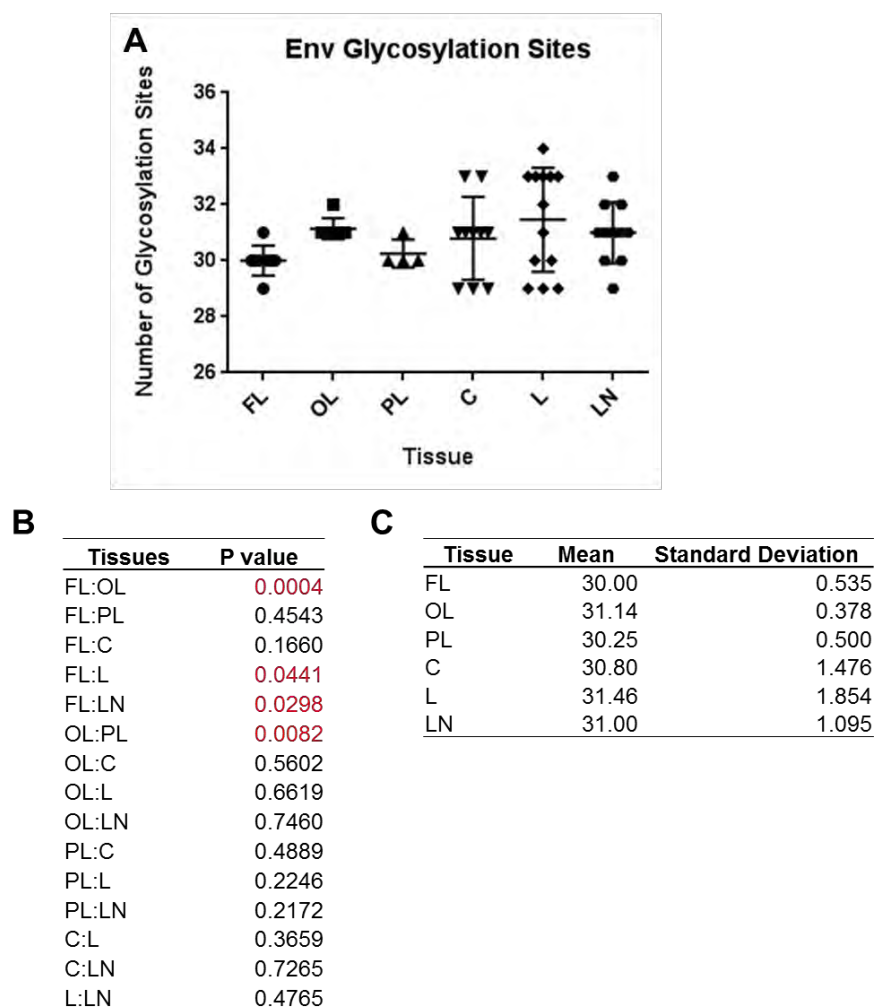 A
Env Glycosylation Sites
Number of Glycosylation Sites
36
34
32
30
28
26
FL OL PL C L LN
Tissue
B
Tissues P value
FL:OL 0.0004
FL:PL 0.4543
FL:C 0.1660
FL:L 0.0441
FL:LN 0.0298
OL:PL 0.0082
OL:C 0.5602
OL:L 0.6619
OL:LN 0.7460
PL:C 0.4889
PL:L 0.2246
PL:LN 0.2172
C:L 0.3659
C:LN 0.7265
L:LN 0.4765
C
Tissue Mean Standard Deviation
FL 30.00 0.535
OL 31.14 0.378
PL 30.25 0.500
C 30.80 1.476
L 31.46 1.854
LN 31.00 1.095